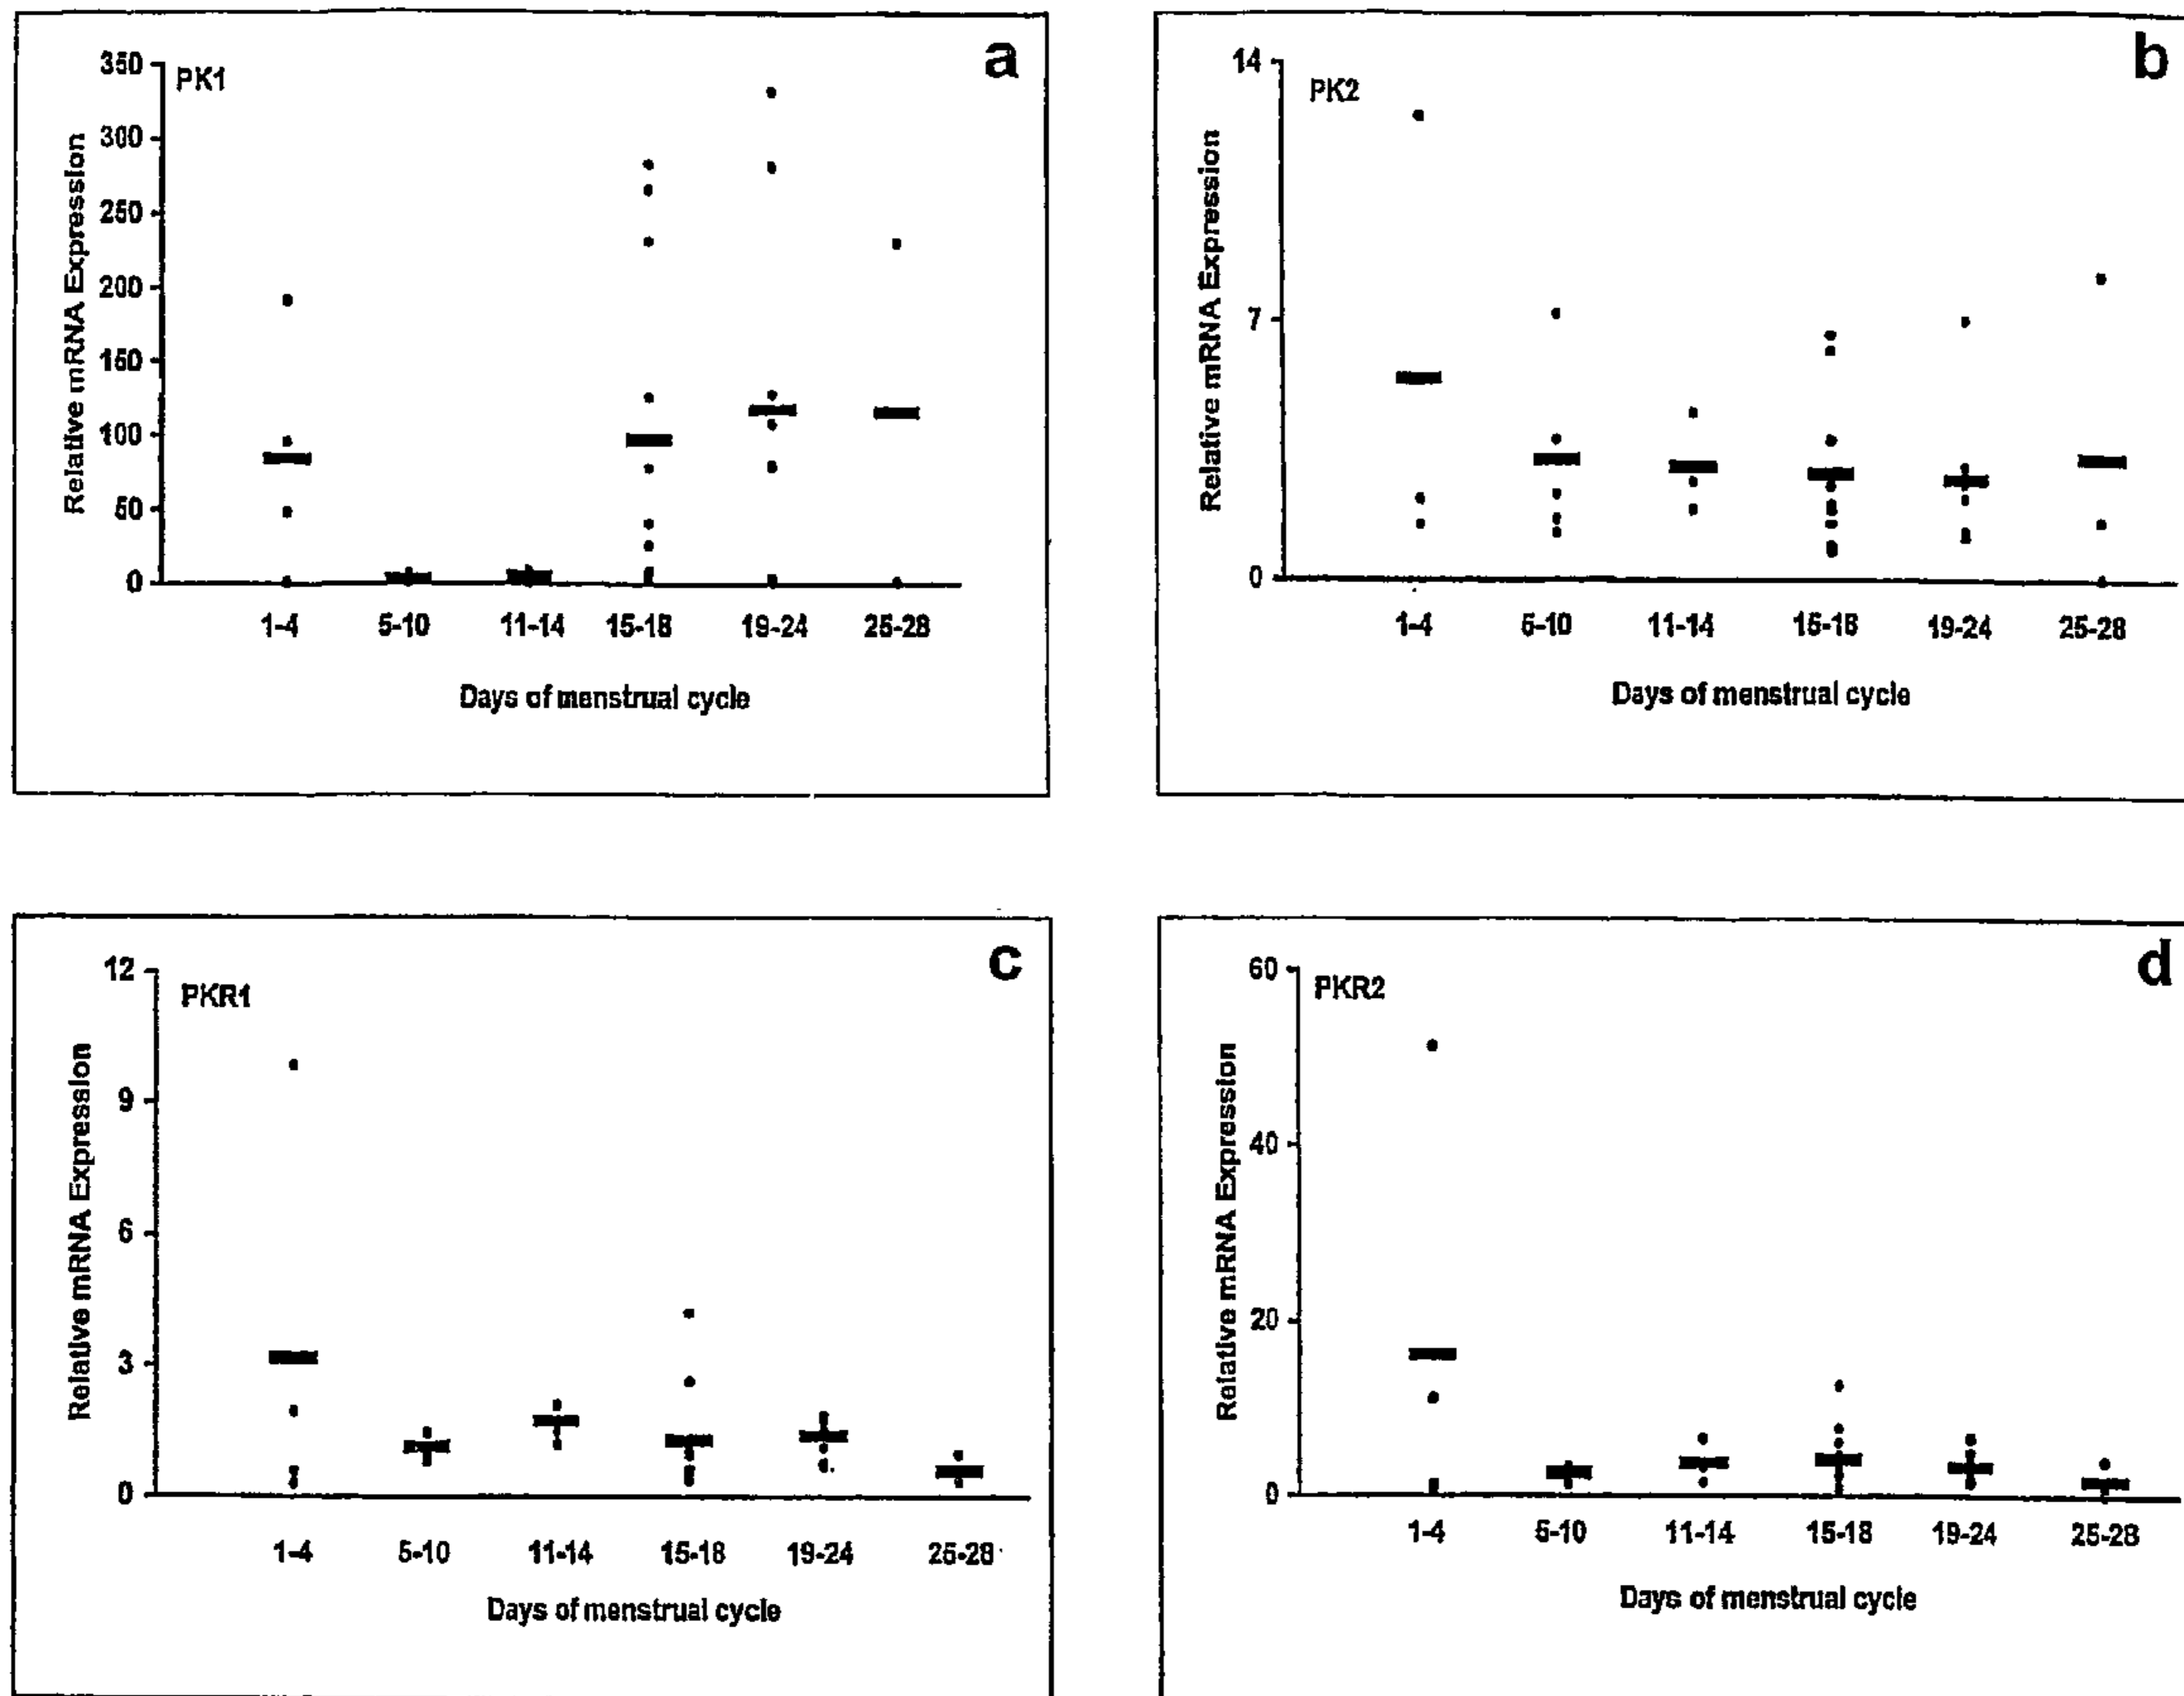 a
PK1
350
300
250
200
150
100
50
0
Relative mRNA Expression
1-4 5-10 11-14 15-18 19-24 25-28
Days of menstrual cycle
b
PK2
14
7
0
Relative mRNA Expression
1-4 5-10 11-14 15-18 19-24 25-28
Days of menstrual cycle
c
PKR1
12
9
6
3
0
Relative mRNA Expression
1-4 5-10 11-14 15-18 19-24 25-28
Days of menstrual cycle
d
PKR2
60
40
20
0
Relative mRNA Expression
1-4 5-10 11-14 15-18 19-24 25-28
Days of menstrual cycle